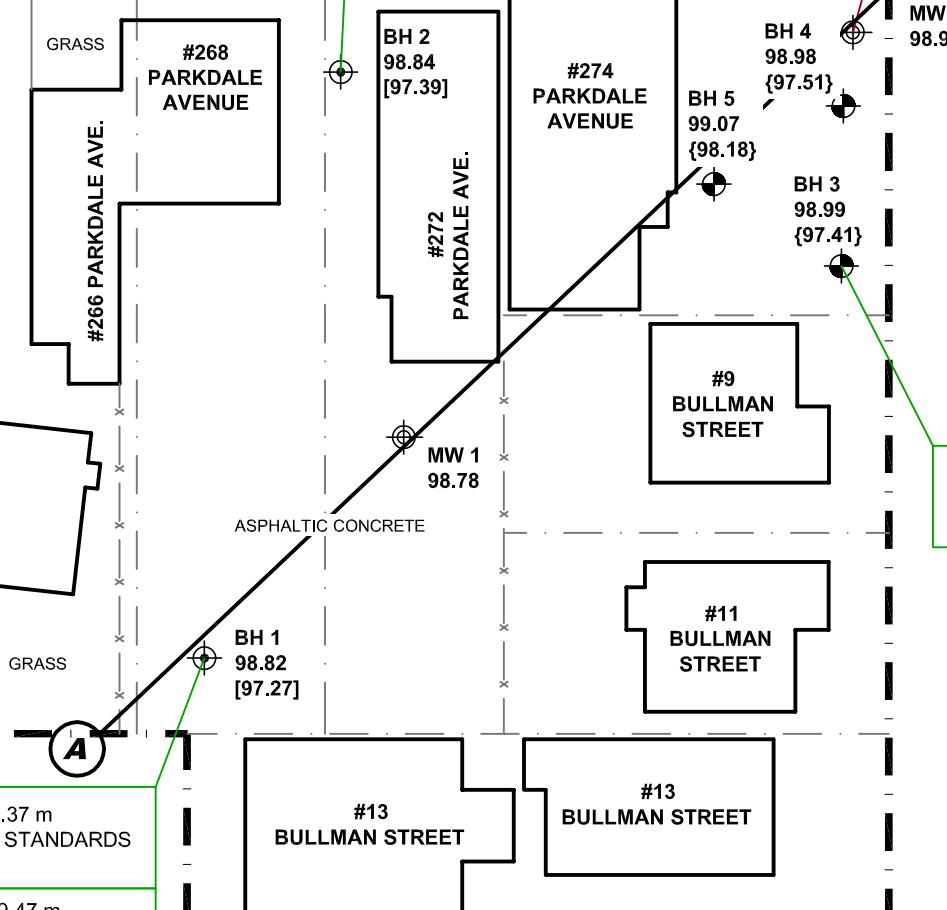 GRASS
#268
PARKDALE
AVENUE
#266 PARKDALE AVE.
BH 2
98.84
[97.39]
#272
PARKDALE AVE.
#274
PARKDALE
AVENUE
BH 4
98.98
{97.51}
MW
98.9
BH 5
99.07
{98.18}
BH 3
98.99
{97.41}
#9
BULLMAN
STREET
MW 1
98.78
ASPHALTIC CONCRETE
#11
BULLMAN
STREET
BH 1
98.82
[97.27]
GRASS
A
#13
BULLMAN STREET
#13
BULLMAN STREET
.37 m
STANDARDS